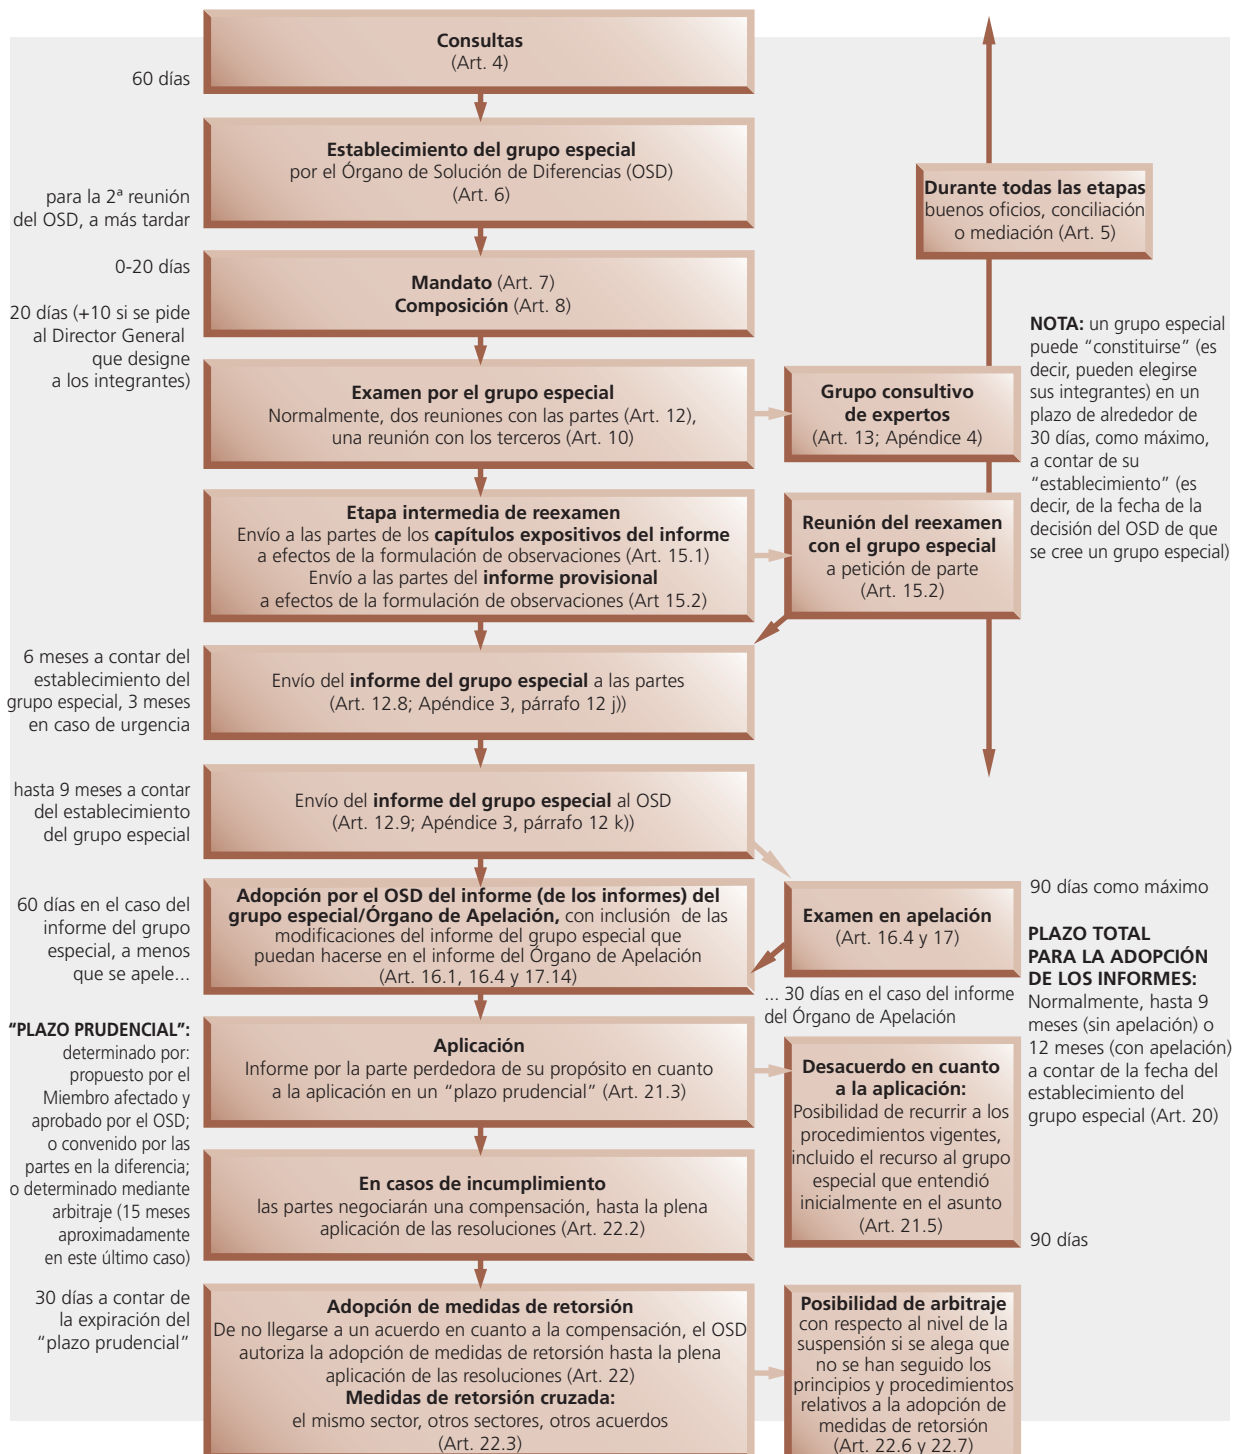 Consultas
(Art. 4)
60 días
Establecimiento del grupo especial
por el Órgano de Solución de Diferencias (OSD)
(Art. 6)
para la 2ª reunión
del OSD, a más tardar
Durante todas las etapas
buenos oficios, conciliación
o mediación (Art. 5)
0-20 días
Mandato (Art. 7)
Composición (Art. 8)
20 días (+10 si se pide
al Director General
que designe
a los integrantes)
NOTA: un grupo especial
puede “constituirse” (es
decir, pueden elegirse
sus integrantes) en un
plazo de alrededor de
30 días, como máximo,
a contar de su
“establecimiento” (es
decir, de la fecha de la
decisión del OSD de que
se cree un grupo especial)
Examen por el grupo especial
Normalmente, dos reuniones con las partes (Art. 12),
una reunión con los terceros (Art. 10)
Grupo consultivo
de expertos
(Art. 13; Apéndice 4)
Etapa intermedia de reexamen
Envío a las partes de los capítulos expositivos del informe
a efectos de la formulación de observaciones (Art. 15.1)
Envío a las partes del informe provisional
a efectos de la formulación de observaciones (Art 15.2)
Reunión del reexamen
con el grupo especial
a petición de parte
(Art. 15.2)
6 meses a contar del
establecimiento del
grupo especial, 3 meses
en caso de urgencia
Envío del informe del grupo especial a las partes
(Art. 12.8; Apéndice 3, párrafo 12 j))
hasta 9 meses a contar
del establecimiento
del grupo especial
Envío del informe del grupo especial al OSD
(Art. 12.9; Apéndice 3, párrafo 12 k))
60 días en el caso del
informe del grupo
especial, a menos
que se apele...
Adopción por el OSD del informe (de los informes) del
grupo especial/Órgano de Apelación, con inclusión de las
modificaciones del informe del grupo especial que
puedan hacerse en el informe del Órgano de Apelación
(Art. 16.1, 16.4 y 17.14)
Examen en apelación
(Art. 16.4 y 17)
90 días como máximo
... 30 días en el caso del informe
del Órgano de Apelación
PLAZO TOTAL
PARA LA ADOPCIÓN
DE LOS INFORMES:
Normalmente, hasta 9
meses (sin apelación) o
12 meses (con apelación)
a contar de la fecha del
establecimiento del
grupo especial (Art. 20)
“PLAZO PRUDENCIAL”:
determinado por:
propuesto por el
Miembro afectado y
aprobado por el OSD;
o convenido por las
partes en la diferencia;
o determinado mediante
arbitraje (15 meses
aproximadamente
en este último caso)
Aplicación
Informe por la parte perdedora de su propósito en cuanto
a la aplicación en un “plazo prudencial” (Art. 21.3)
Desacuerdo en cuanto
a la aplicación:
Posibilidad de recurrir a los
procedimientos vigentes,
incluido el recurso al grupo
especial que entendió
inicialmente en el asunto
(Art. 21.5)
90 días
En casos de incumplimiento
las partes negociarán una compensación, hasta la plena
aplicación de las resoluciones (Art. 22.2)
30 días a contar de
la expiración del
“plazo prudencial”
Adopción de medidas de retorsión
De no llegarse a un acuerdo en cuanto a la compensación, el OSD
autoriza la adopción de medidas de retorsión hasta la plena
aplicación de las resoluciones (Art. 22)
Medidas de retorsión cruzada:
el mismo sector, otros sectores, otros acuerdos
(Art. 22.3)
Posibilidad de arbitraje
con respecto al nivel de la
suspensión si se alega que
no se han seguido los
principios y procedimientos
relativos a la adopción de
medidas de retorsión
(Art. 22.6 y 22.7)